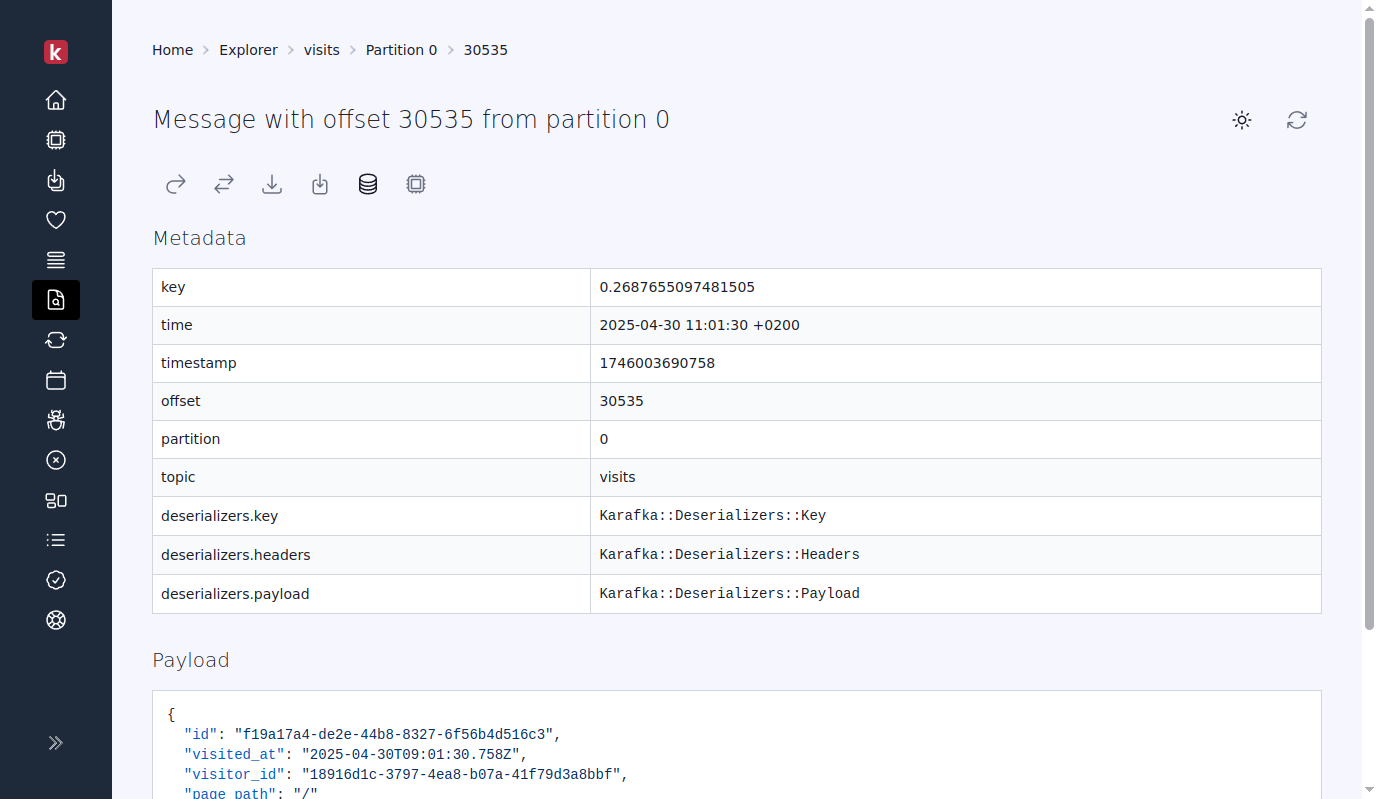 k
Home Explorer visits Partition 0 30535
Message with offset 30535 from partition 0
Metadata
key 0.2687655097481505
time 2025-04-30 11:01:30 +0200
timestamp 1746003690758
offset 30535
partition 0
topic visits
deserializers.key Karafka::Deserializers::Key
deserializers.headers Karafka::Deserializers::Headers
deserializers.payload Karafka::Deserializers::Payload
Payload
{
"id": "f19a17a4-de2e-44b8-8327-6f56b4d516c3",
"visited_at": "2025-04-30T09:01:30.758Z",
"visitor_id": "18916d1c-3797-4ea8-b07a-41f79d3a8bbf",
"page_path": "/"